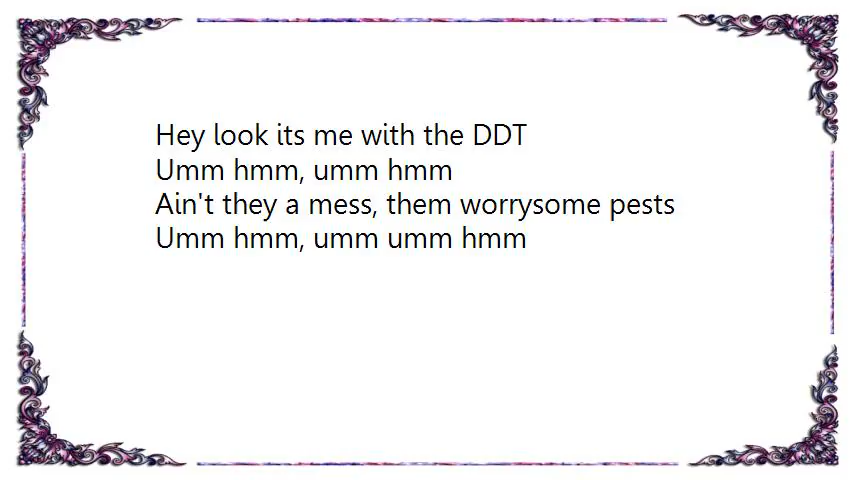 Hey look its me with the DDT
Umm hmm, umm hmm
Ain't they a mess, them worrysome pests
Umm hmm, umm umm hmm